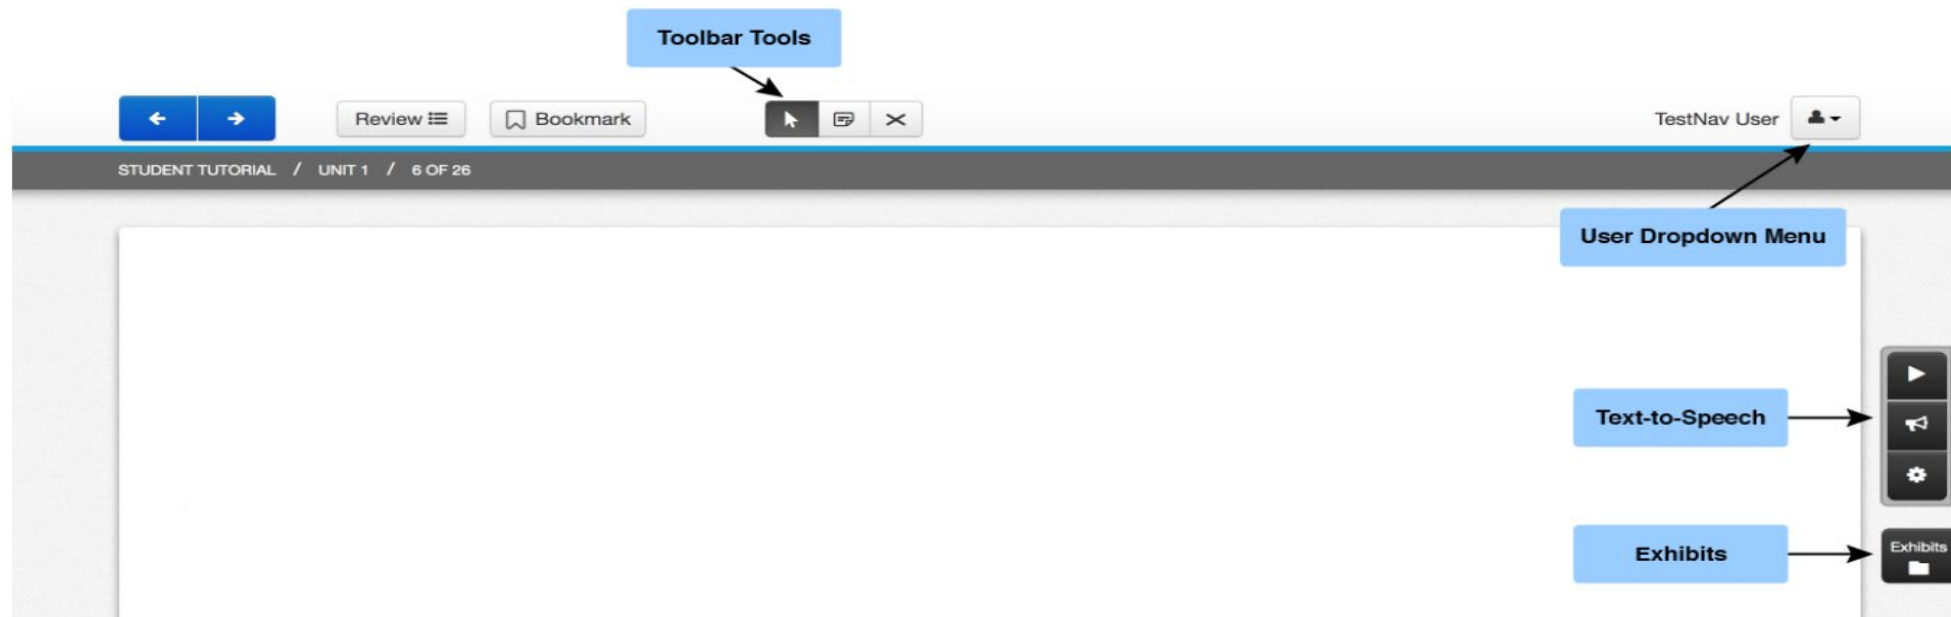 Toolbar Tools
Review
Bookmark
TestNav User
STUDENT TUTORIAL / UNIT 1 / 6 OF 26
User Dropdown Menu
Text-to-Speech
Exhibits
Exhibits